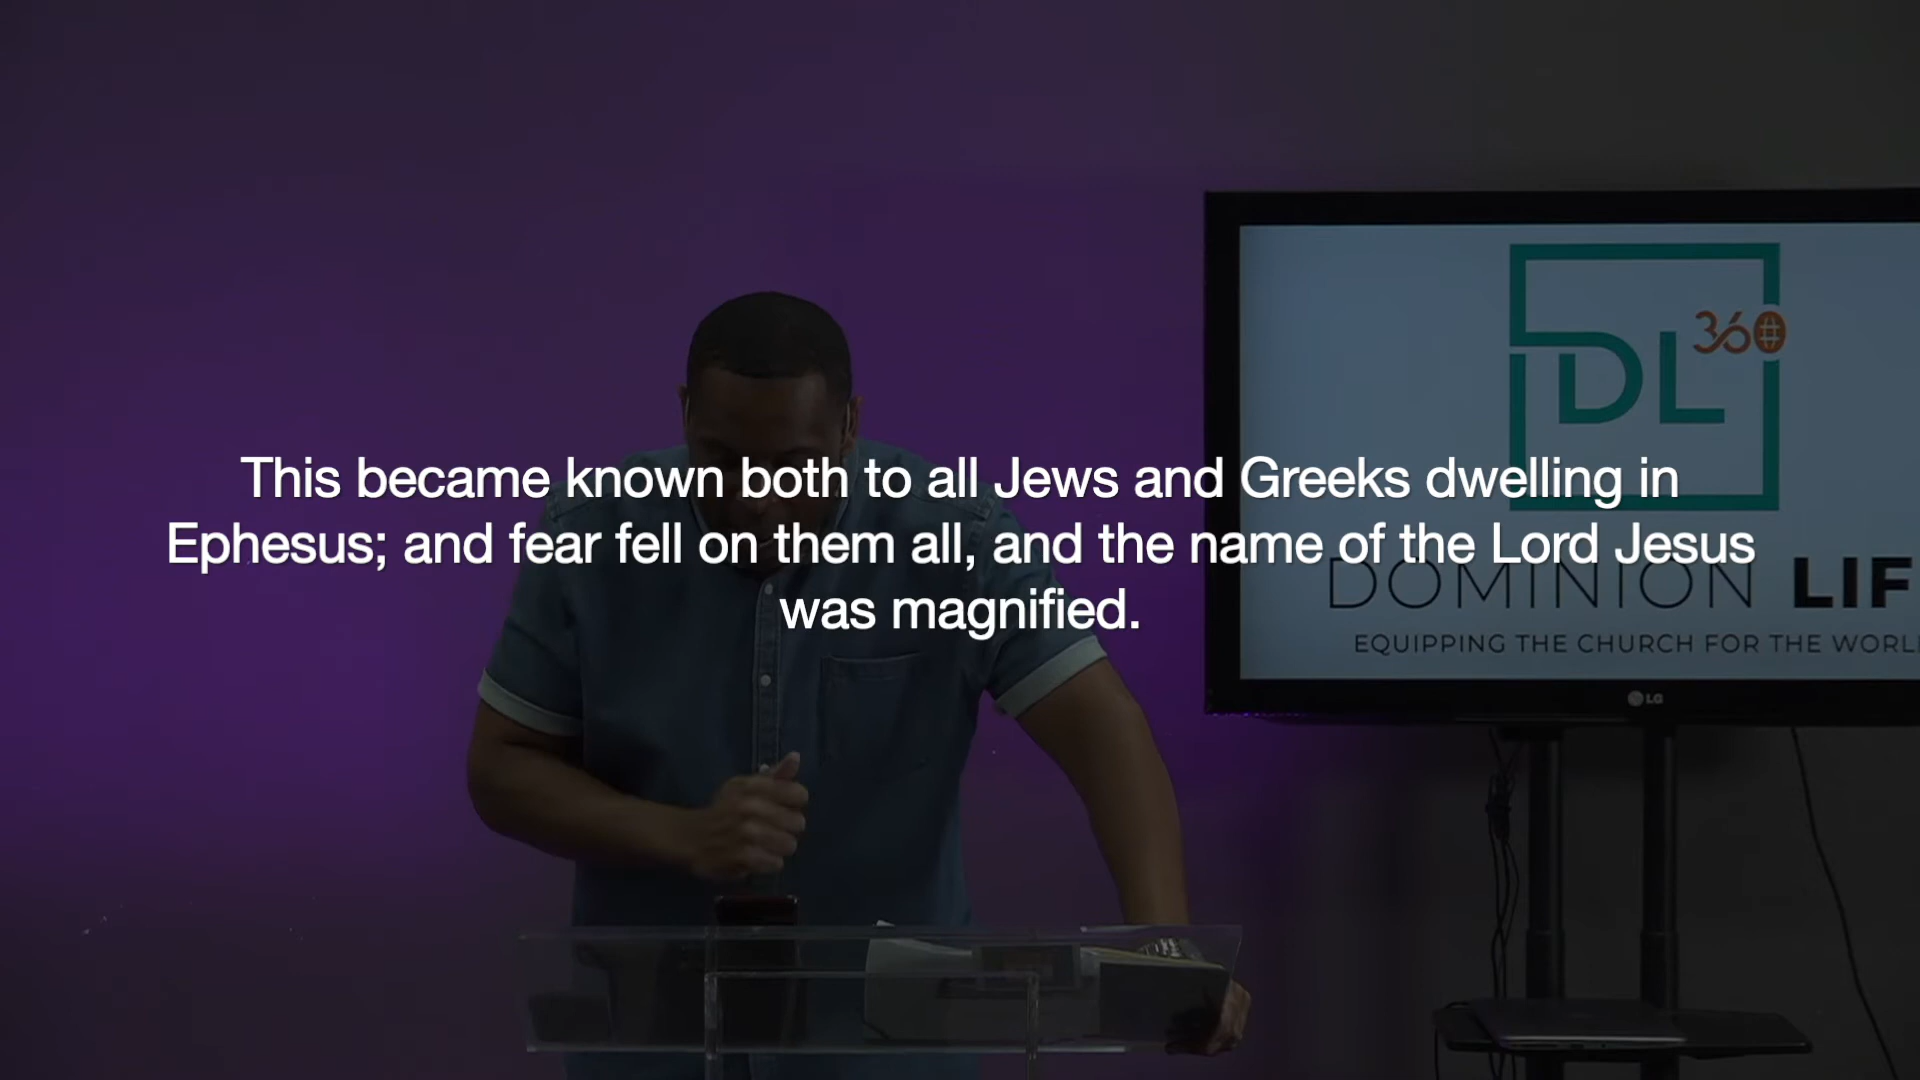 This became known both to all Jews and Greeks dwelling in
Ephesus; and fear fell on them all, and the name of the Lord Jesus
was magnified.
DL 360
DOMINION LIF
EQUIPPING THE CHURCH FOR THE WORL
LG